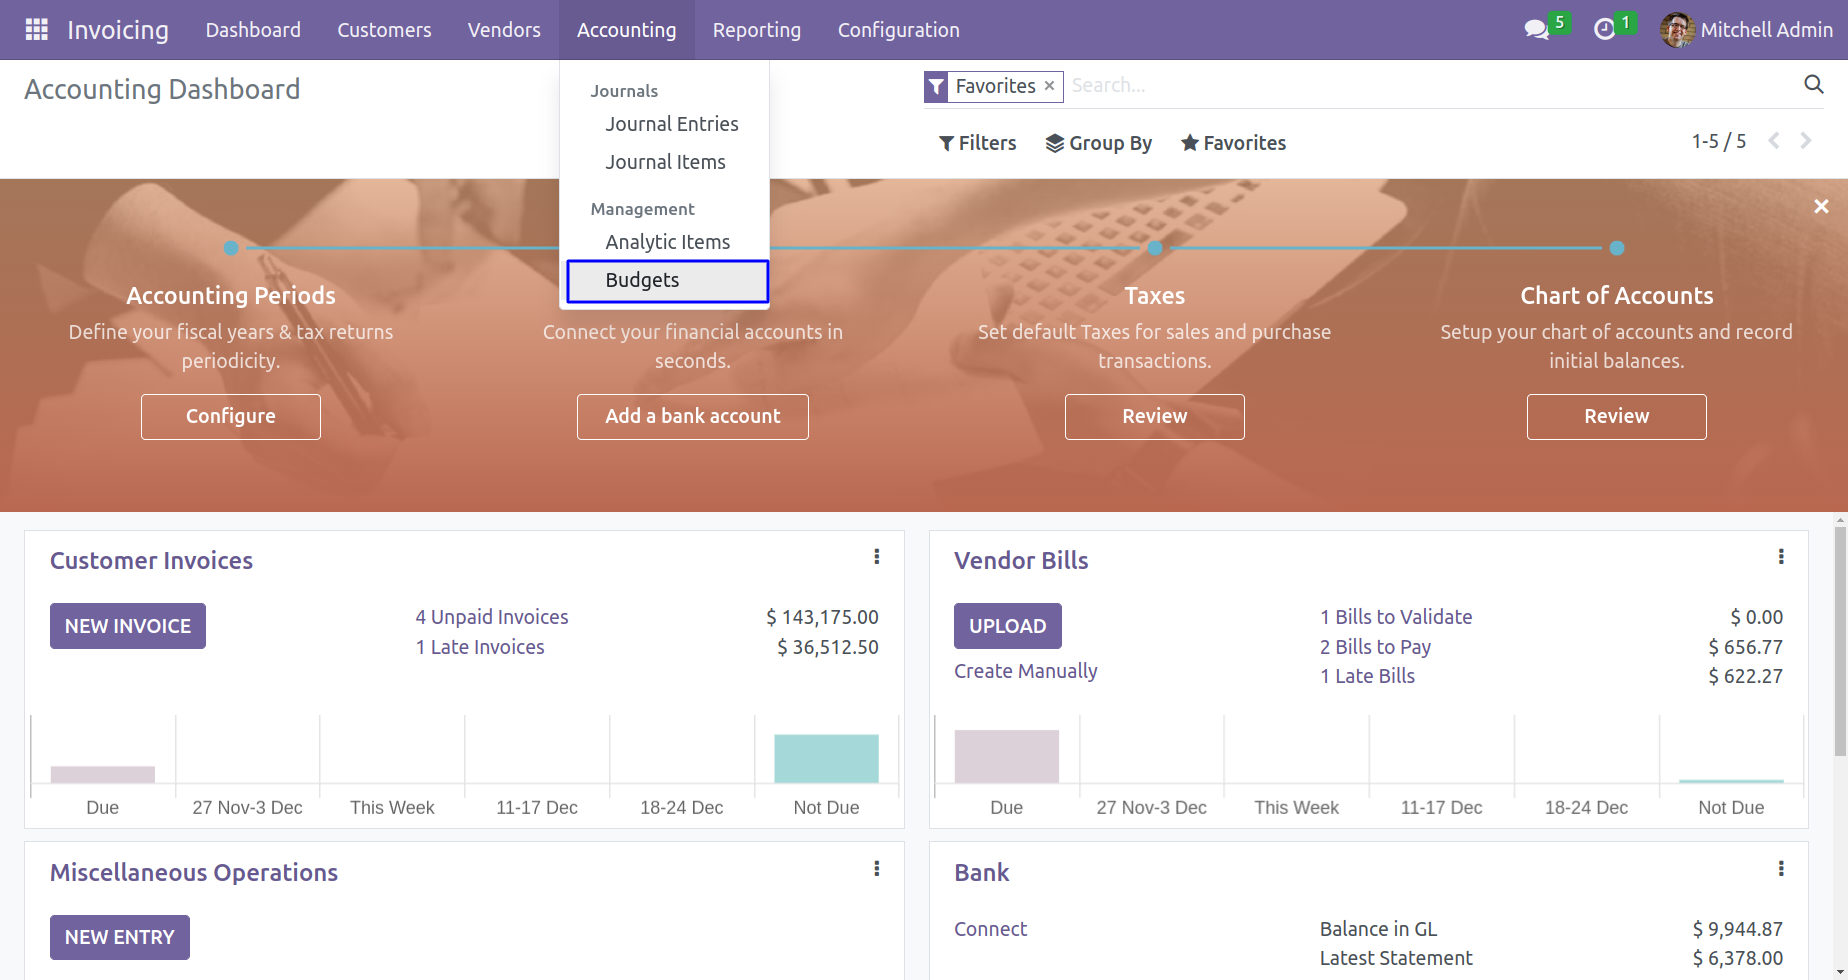 Invoicing
Dashboard
Customers
Vendors
Accounting
Reporting
Configuration
5
1
Mitchell Admin
Accounting Dashboard
Favorites ×
Search...
Filters
Group By
Favorites
1-5 / 5
Journals
Journal Entries
Journal Items
Management
Analytic Items
Budgets
Accounting Periods
Define your fiscal years & tax returns
periodicity.
Configure
Connect your financial accounts in
seconds.
Add a bank account
Taxes
Set default Taxes for sales and purchase
transactions.
Review
Chart of Accounts
Setup your chart of accounts and record
initial balances.
Review
Customer Invoices
NEW INVOICE
4 Unpaid Invoices $ 143,175.00
1 Late Invoices $ 36,512.50
Due 27 Nov-3 Dec This Week 11-17 Dec 18-24 Dec Not Due
Vendor Bills
UPLOAD
Create Manually
1 Bills to Validate $ 0.00
2 Bills to Pay $ 656.77
1 Late Bills $ 622.27
Due 27 Nov-3 Dec This Week 11-17 Dec 18-24 Dec Not Due
Miscellaneous Operations
NEW ENTRY
Bank
Connect
Balance in GL $ 9,944.87
Latest Statement $ 6,378.00